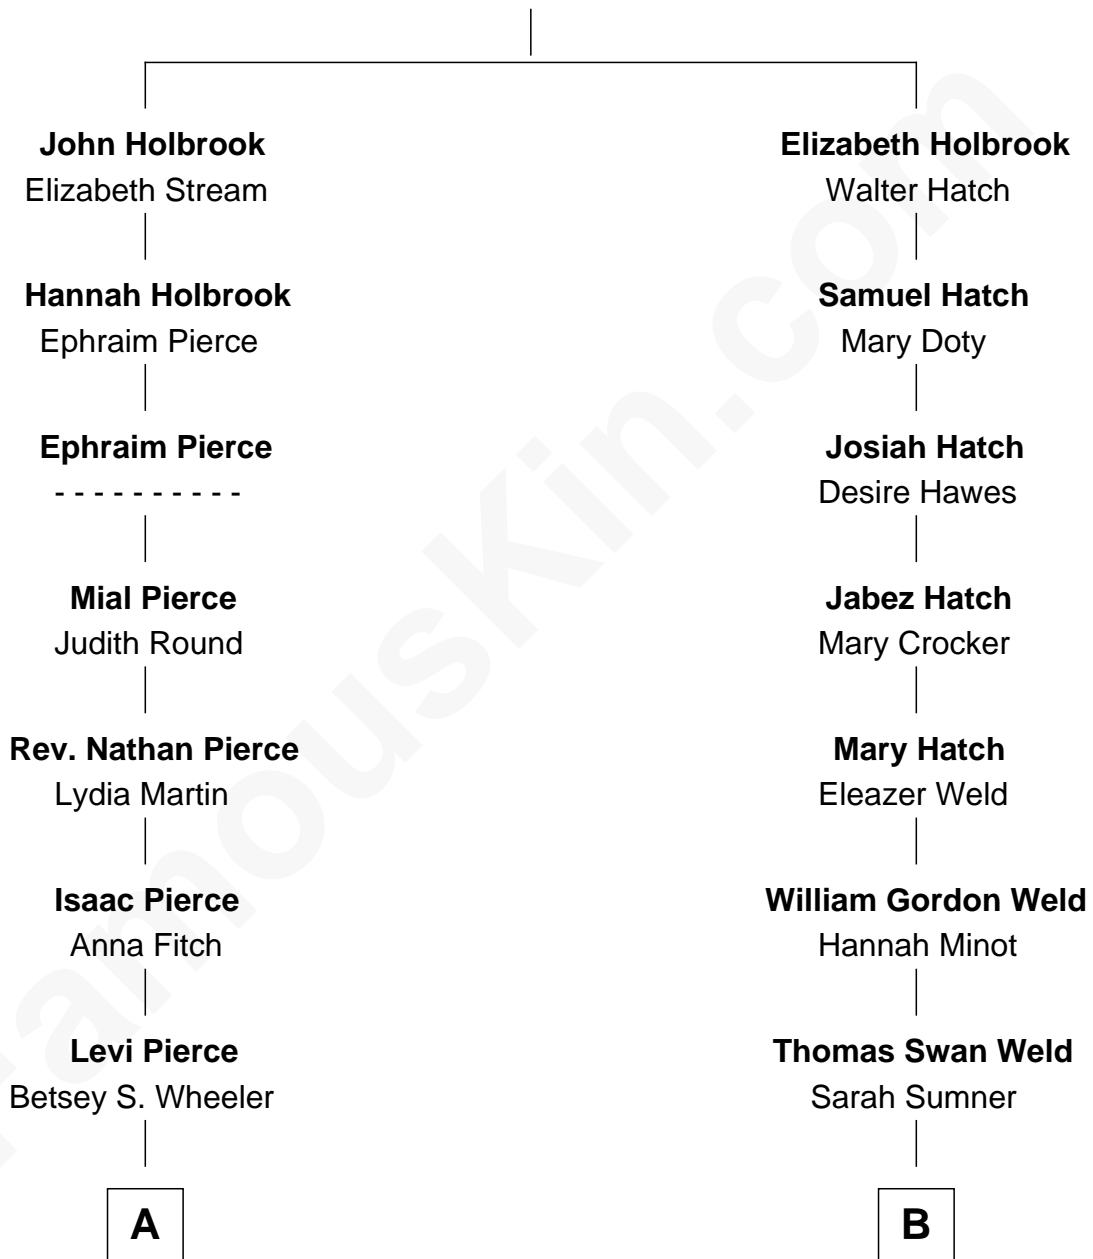 John Holbrook
Elizabeth Stream
Hannah Holbrook
Ephraim Pierce
Ephraim Pierce
- - - - - - - - - -
Mial Pierce
Judith Round
Rev. Nathan Pierce
Lydia Martin
Isaac Pierce
Anna Fitch
Levi Pierce
Betsey S. Wheeler
A
Elizabeth Holbrook
Walter Hatch
Samuel Hatch
Mary Doty
Josiah Hatch
Desire Hawes
Jabez Hatch
Mary Crocker
Mary Hatch
Eleazer Weld
William Gordon Weld
Hannah Minot
Thomas Swan Weld
Sarah Sumner
B
FamousKin.com